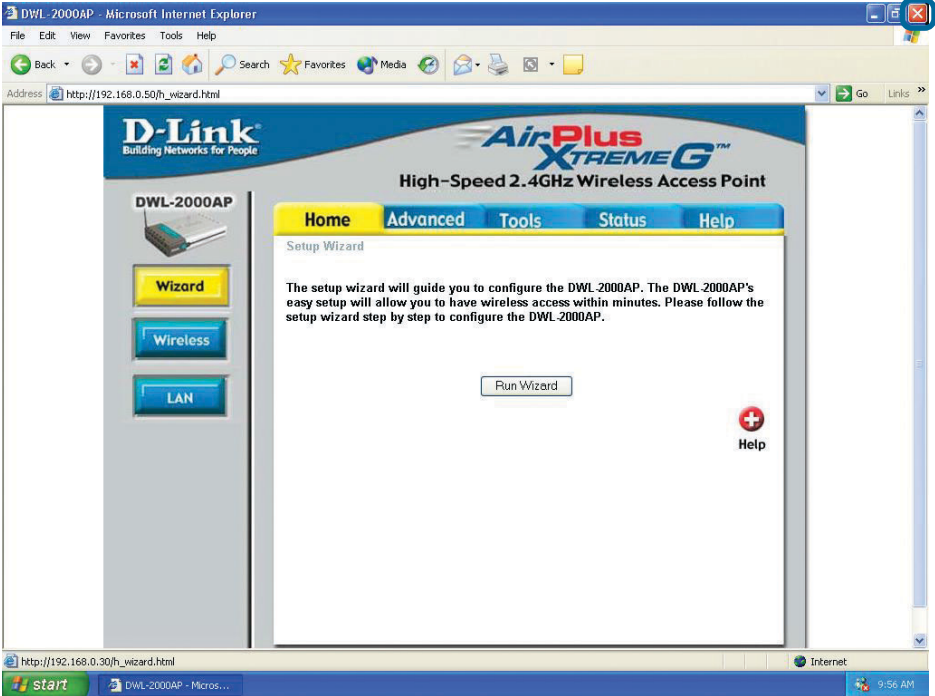 DWL-2000AP - Microsoft Internet Explorer
File Edit View Favorites Tools Help
Back Search Favorites Media
Address http://192.168.0.50/h_wizard.html Go Links »
D-Link
Building Networks for People
AirPlus
XTREME G™
High-Speed 2.4GHz Wireless Access Point
DWL-2000AP
Home Advanced Tools Status Help
Setup Wizard
Wizard
Wireless
LAN
The setup wizard will guide you to configure the DWL-2000AP. The DWL-2000AP's
easy setup will allow you to have wireless access within minutes. Please follow the
setup wizard step by step to configure the DWL-2000AP.
Run Wizard
Help
http://192.168.0.30/h_wizard.html Internet
start DWL-2000AP - Micros... 9:56 AM